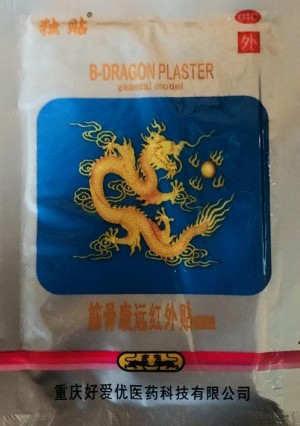 独贴
OTC
外
B-DRAGON PLASTER
general model
筋骨康远红外贴
重庆好爱优医药科技有限公司